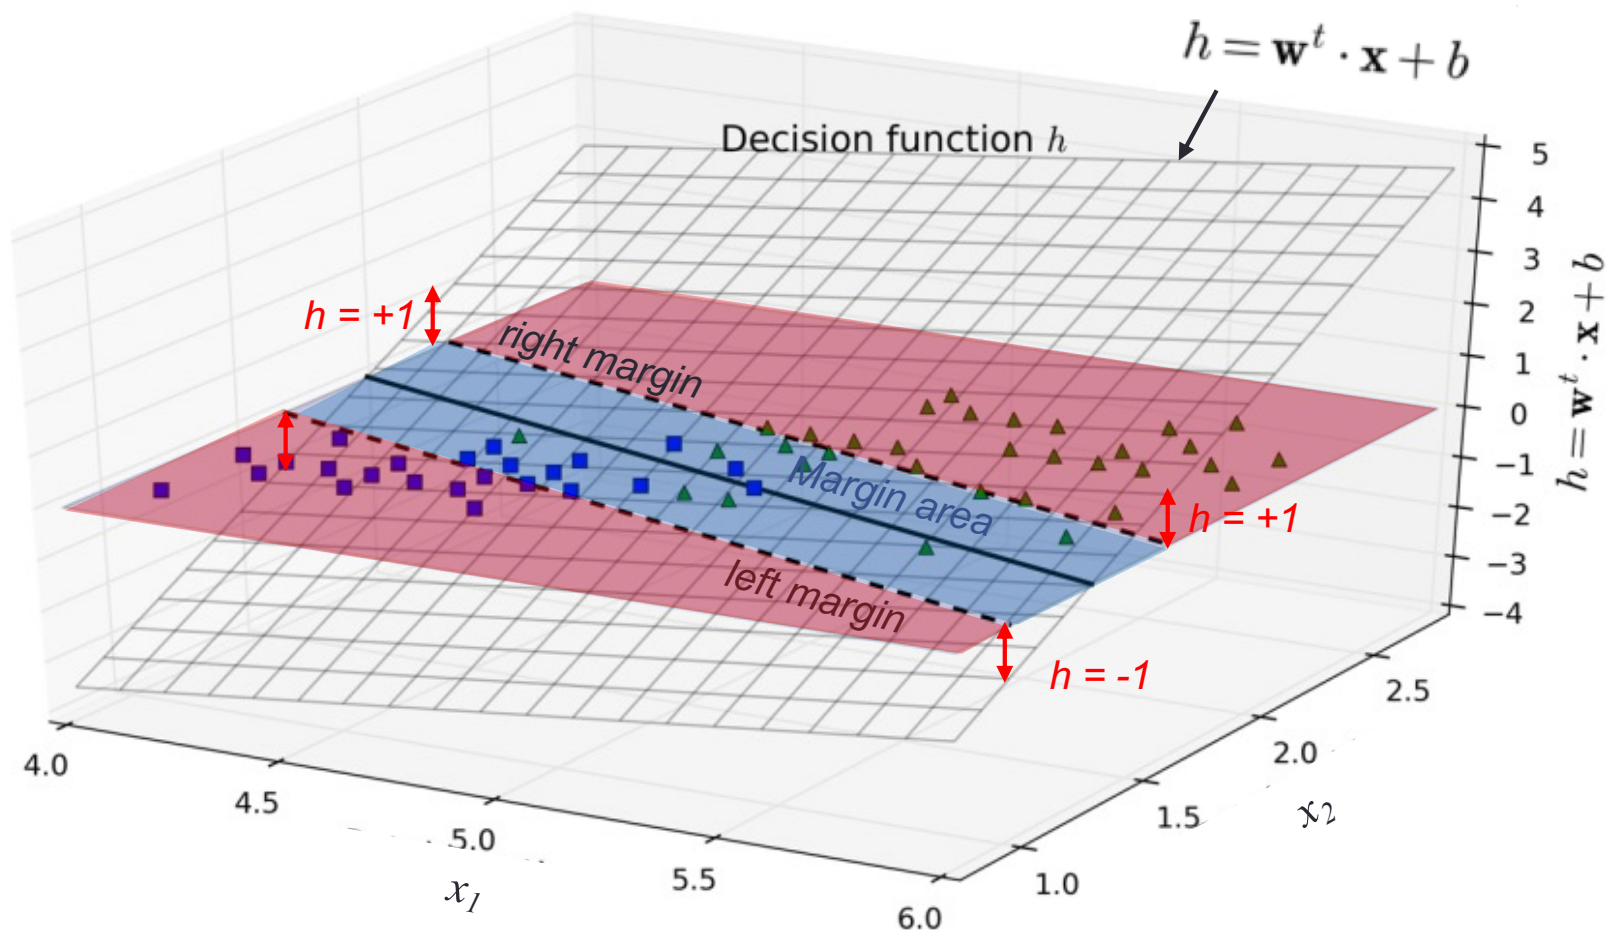 h = w^t · x + b
Decision function h
h = +1
right margin
Margin area
left margin
h = +1
h = -1
5
4
3
2
1
0
−1
−2
−3
−4
h = w^t · x + b
4.0
4.5
5.0
5.5
6.0
x_1
1.0
1.5
2.0
2.5
x_2